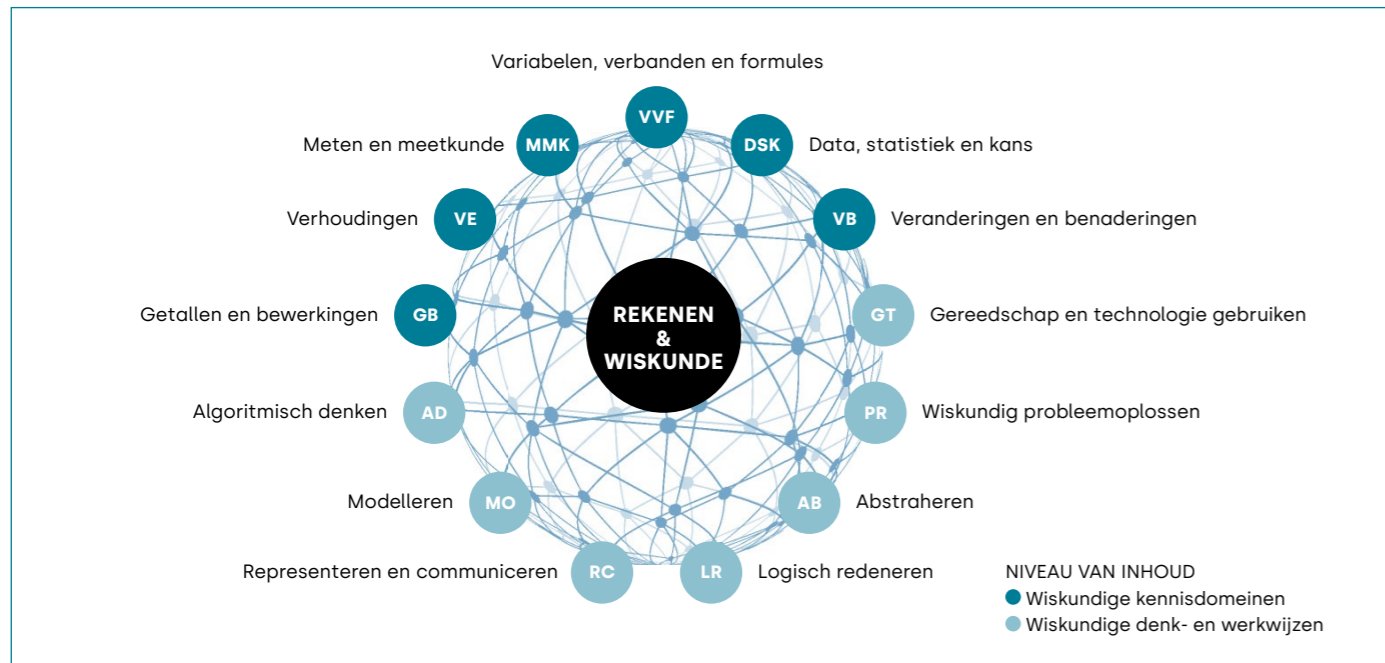 Variabelen, verbanden en formules
VVF
Meten en meetkunde MMK
DSK Data, statistiek en kans
Verhoudingen VE
VB Veranderingen en benaderingen
Getallen en bewerkingen GB
REKENEN
&
WISKUNDE
GT Gereedschap en technologie gebruiken
Algoritmisch denken AD
PR Wiskundig probleemoplossen
Modelleren MO
AB Abstraheren
Representeren en communiceren RC
LR Logisch redeneren
NIVEAU VAN INHOUD
Wiskundige kennisdomeinen
Wiskundige denk- en werkwijzen